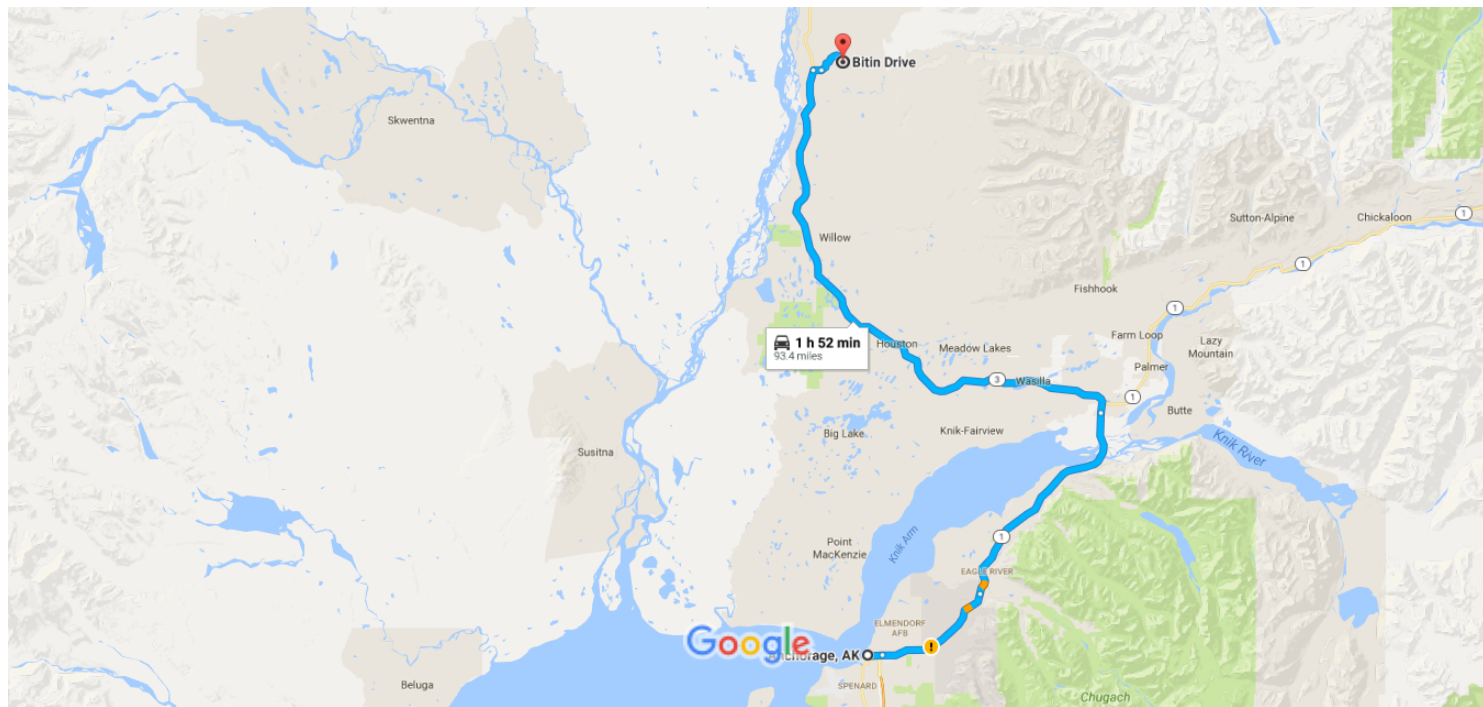 Bitin Drive
Skwentna
Sutton-Alpine
Chickaloon
1
Willow
1
Fishhook
1
1 h 52 min
93.4 miles
Houston
Meadow Lakes
Farm Loop
Lazy
Mountain
Palmer
3
Wasilla
1
Butte
Big Lake
Knik-Fairview
Knik River
Susitna
Point
MacKenzie
Knik Arm
1
EAGLE RIVER
ELMENDORF
AFB
Google
Anchorage, AK
SPENARD
Beluga
Chugach